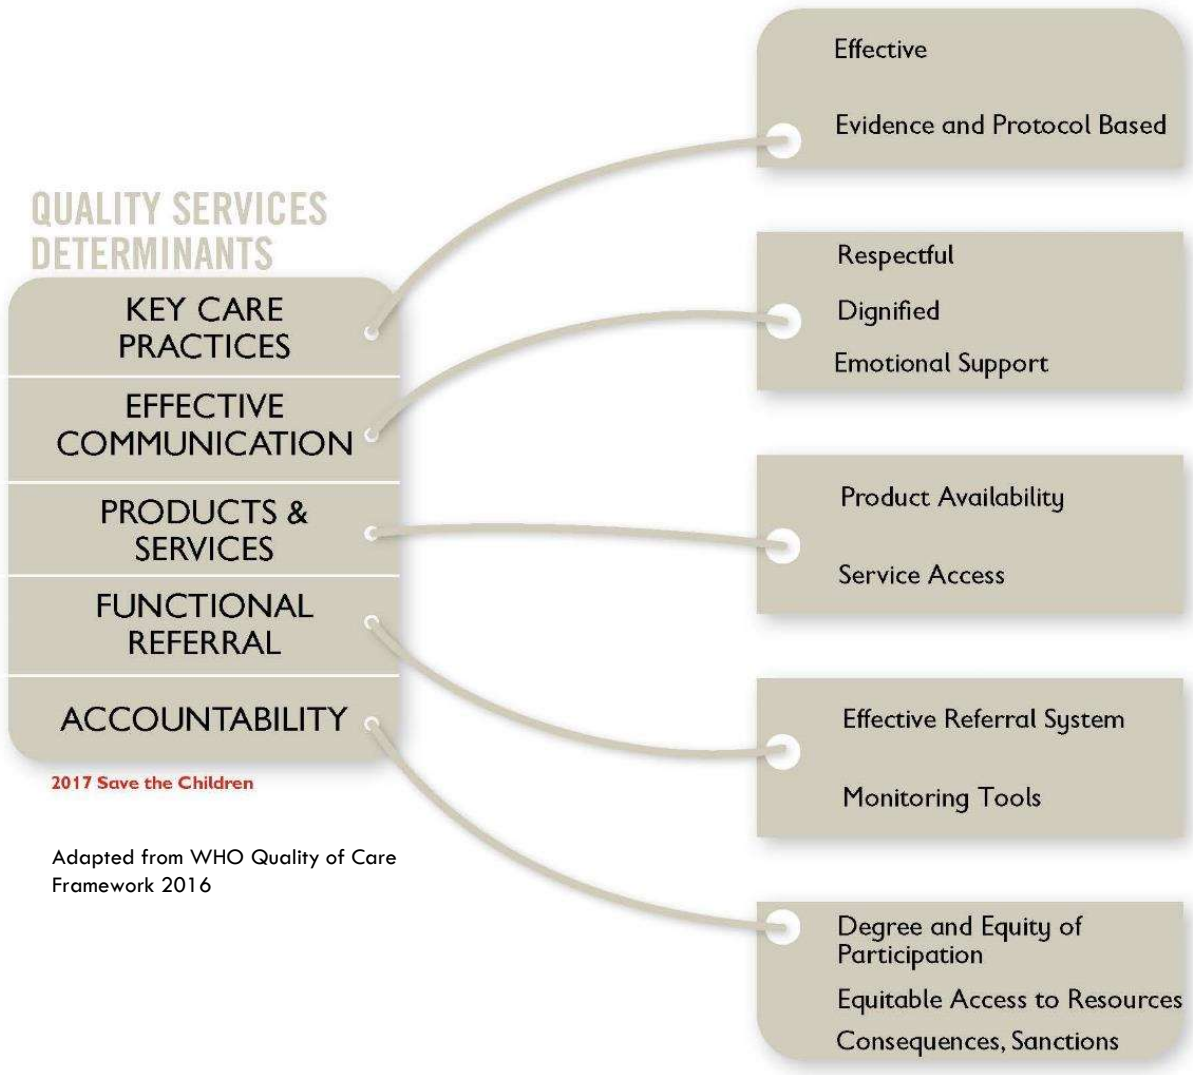 QUALITY SERVICES
DETERMINANTS
KEY CARE
PRACTICES
EFFECTIVE
COMMUNICATION
PRODUCTS &
SERVICES
FUNCTIONAL
REFERRAL
ACCOUNTABILITY
2017 Save the Children
Adapted from WHO Quality of Care
Framework 2016
Effective
Evidence and Protocol Based
Respectful
Dignified
Emotional Support
Product Availability
Service Access
Effective Referral System
Monitoring Tools
Degree and Equity of
Participation
Equitable Access to Resources
Consequences, Sanctions